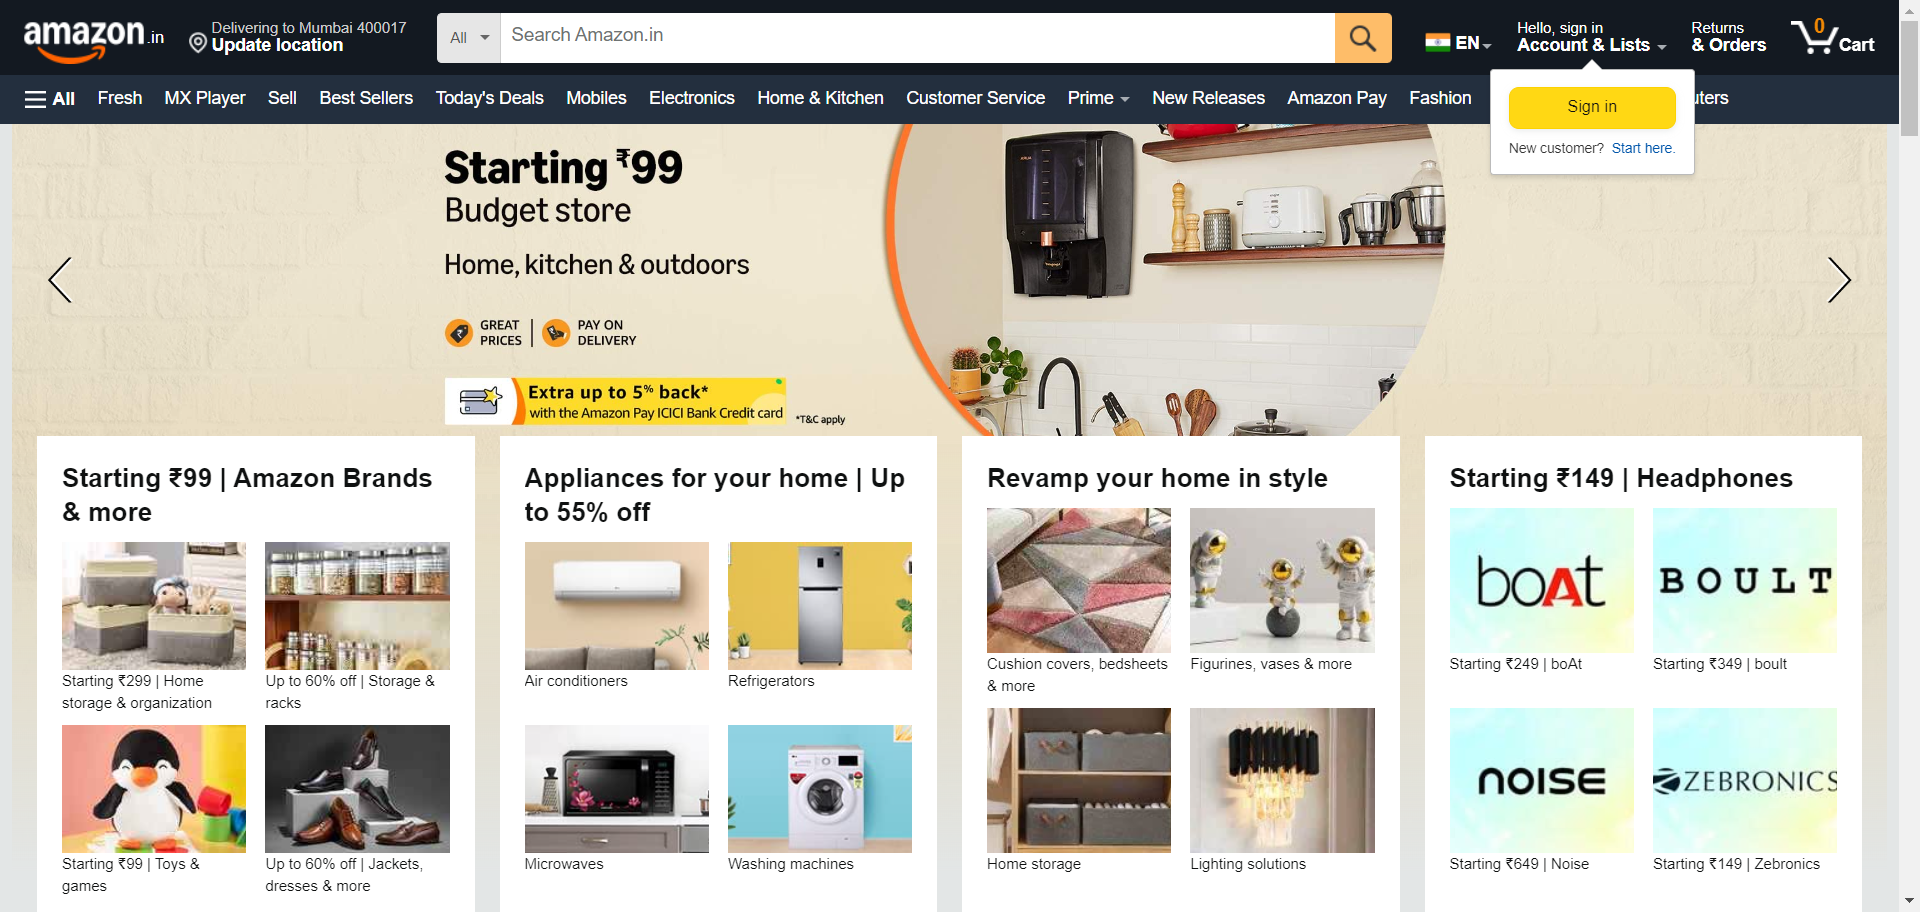 amazon.in
Delivering to Mumbai 400017
Update location
All
Search Amazon.in
EN
Hello, sign in
Account & Lists
Returns
& Orders
0
Cart
All
Fresh
MX Player
Sell
Best Sellers
Today's Deals
Mobiles
Electronics
Home & Kitchen
Customer Service
Prime
New Releases
Amazon Pay
Fashion
uters
Sign in
New customer? Start here.
Starting ₹99
Budget store
Home, kitchen & outdoors
GREAT
PRICES
PAY ON
DELIVERY
Extra up to 5% back*
with the Amazon Pay ICICI Bank Credit card
*T&C apply
Starting ₹99 | Amazon Brands
& more
Starting ₹299 | Home
storage & organization
Up to 60% off | Storage &
racks
Starting ₹99 | Toys &
games
Up to 60% off | Jackets,
dresses & more
Appliances for your home | Up
to 55% off
Air conditioners
Refrigerators
Microwaves
Washing machines
Revamp your home in style
Cushion covers, bedsheets
& more
Figurines, vases & more
Home storage
Lighting solutions
Starting ₹149 | Headphones
boAt
BOULT
Starting ₹249 | boAt
Starting ₹349 | boult
noise
ZEBRONICS
Starting ₹649 | Noise
Starting ₹149 | Zebronics